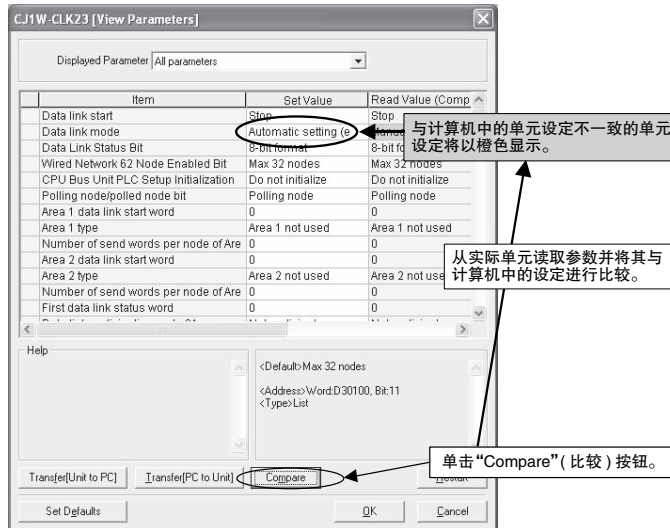 CJ1W-CLK23 [View Parameters]
Displayed Parameter All parameters
Item Set Value Read Value (Comp
Data link start Stop Stop
Data link mode Automatic setting (e
Data Link Status Bit 8-bit format 8-bit fo
Wired Network 62 Node Enabled Bit Max 32 nodes Max 32 nodes
CPU Bus Unit PLC Setup Initialization Do not initialize Do not initialize
Polling node/polled node bit Polling node Polling node
Area 1 data link start word 0 0
Area 1 type Area 1 not used Area 1 not used
Number of send words per node of Are 0 0
Area 2 data link start word 0 0
Area 2 type Area 2 not used Area 2 not use
Number of send words per node of Are 0 0
First data link status word 0 0
与计算机中的单元设定不一致的单元
设定将以橙色显示。
从实际单元读取参数并将其与
计算机中的设定进行比较。
Help
<Default>Max 32 nodes
<Address>Word:D30100, Bit:11
<Type>List
单击“Compare”( 比较 ) 按钮。
Transfer[Unit to PC] Transfer[PC to Unit] Compare Restart
Set Defaults OK Cancel